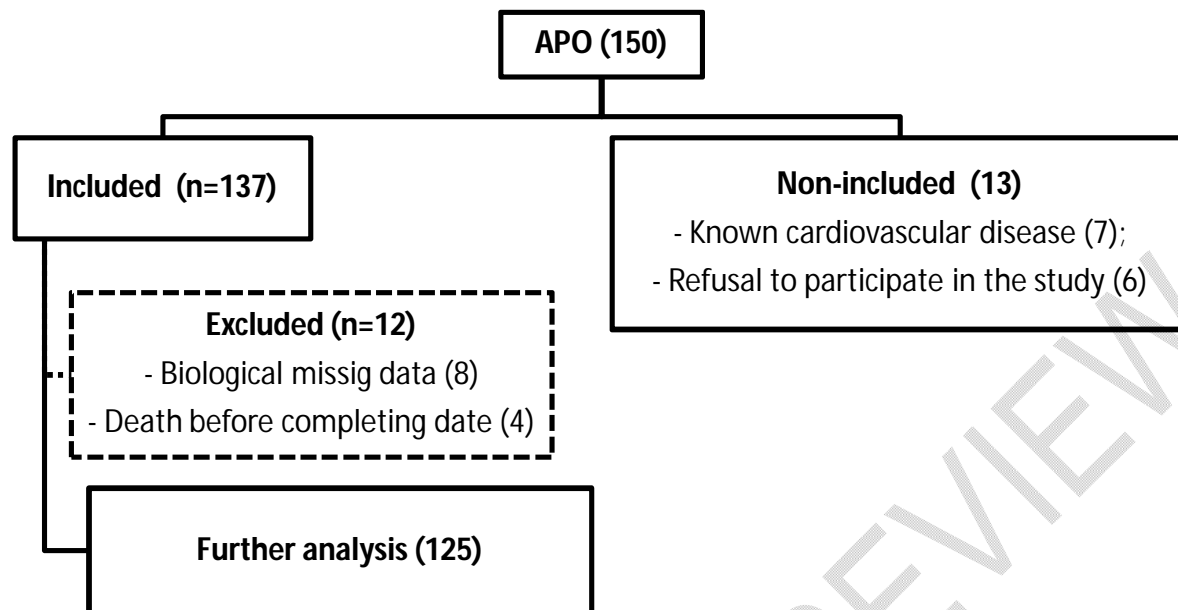 APO (150)
Included (n=137)
Non-included (13)
- Known cardiovascular disease (7);
- Refusal to participate in the study (6)
Excluded (n=12)
- Biological missig data (8)
- Death before completing date (4)
Further analysis (125)
VIEW